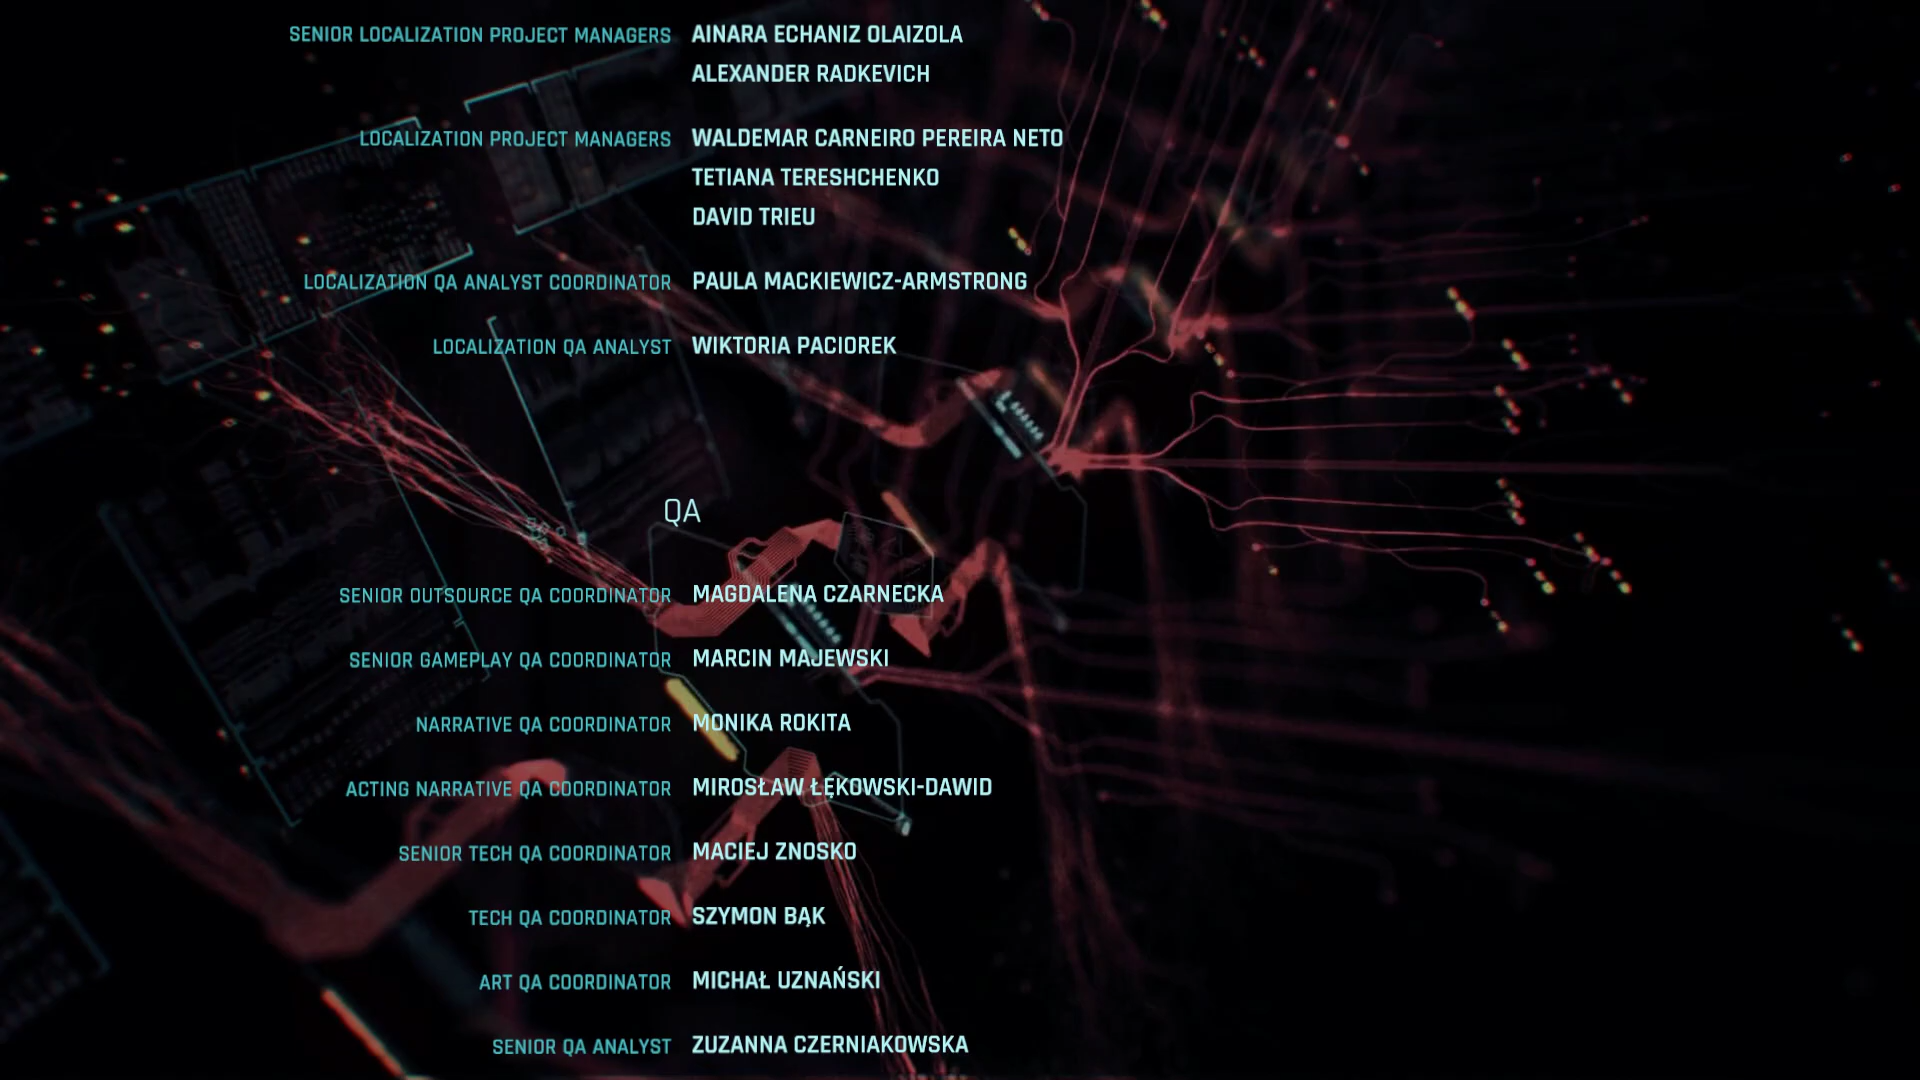 SENIOR LOCALIZATION PROJECT MANAGERS AINARA ECHANIZ OLAIZOLA
ALEXANDER RADKEVICH
LOCALIZATION PROJECT MANAGERS WALDEMAR CARNEIRO PEREIRA NETO
TETIANA TERESHCHENKO
DAVID TRIEU
LOCALIZATION QA ANALYST COORDINATOR PAULA MACKIEWICZ-ARMSTRONG
LOCALIZATION QA ANALYST WIKTORIA PACIOREK
QA
SENIOR OUTSOURCE QA COORDINATOR MAGDALENA CZARNECKA
SENIOR GAMEPLAY QA COORDINATOR MARCIN MAJEWSKI
NARRATIVE QA COORDINATOR MONIKA ROKITA
ACTING NARRATIVE QA COORDINATOR MIROSŁAW ŁĘKOWSKI-DAWID
SENIOR TECH QA COORDINATOR MACIEJ ZNOSKO
TECH QA COORDINATOR SZYMON BĄK
ART QA COORDINATOR MICHAŁ UZNAŃSKI
SENIOR QA ANALYST ZUZANNA CZERNIAKOWSKA